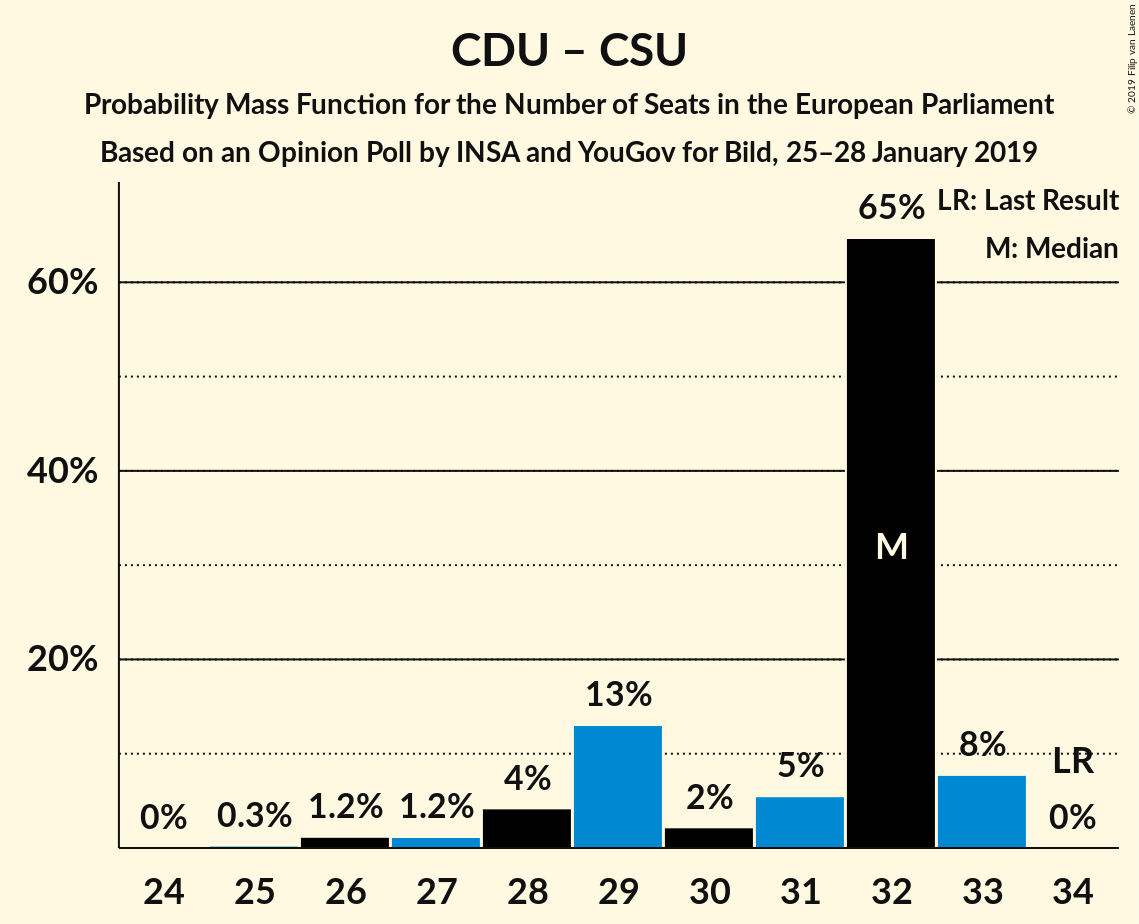 CDU – CSU
Probability Mass Function for the Number of Seats in the European Parliament
Based on an Opinion Poll by INSA and YouGov for Bild, 25–28 January 2019
© 2019 Filip van Laenen
LR: Last Result
M: Median
60%
40%
20%
0%
0.3%
1.2%
1.2%
4%
13%
2%
5%
65%
M
8%
LR
0%
24 25 26 27 28 29 30 31 32 33 34